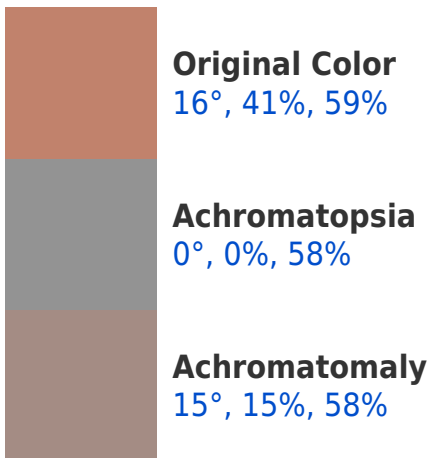 Original Color
16°, 41%, 59%
Achromatopsia
0°, 0%, 58%
Achromatomaly
15°, 15%, 58%